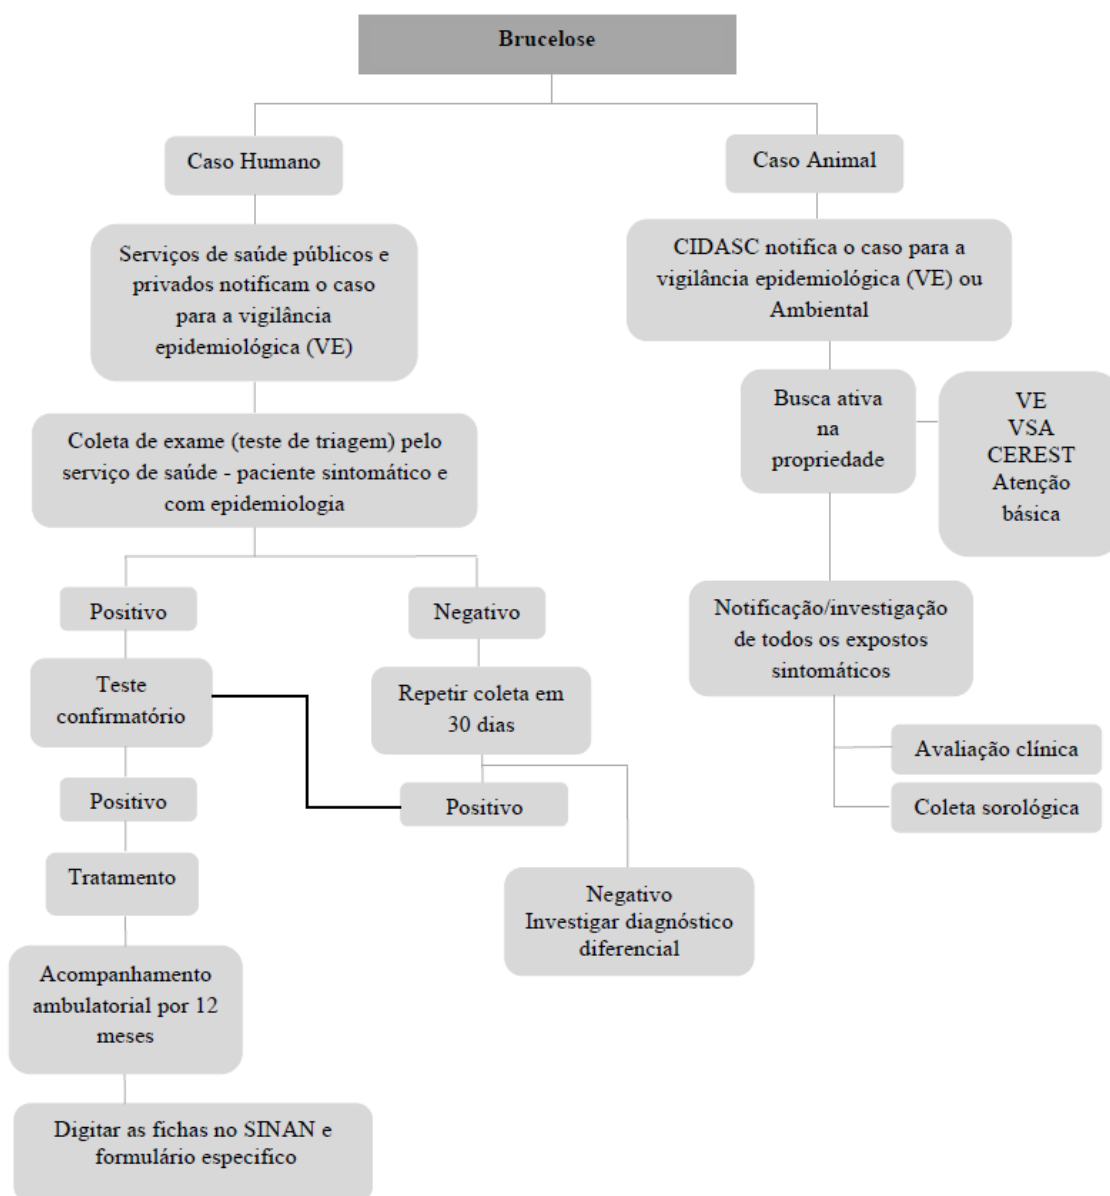 Brucelose
Caso Humano
Caso Animal
Serviços de saúde públicos e
privados notificam o caso
para a vigilância
epidemiológica (VE)
CIDASC notifica o caso para a
vigilância epidemiológica (VE) ou
Ambiental
Busca ativa
na
propriedade
VE
VSA
CEREST
Atenção
básica
Coleta de exame (teste de triagem) pelo
serviço de saúde - paciente sintomático e
com epidemiologia
Positivo
Negativo
Notificação/investigação
de todos os expostos
sintomáticos
Teste
confirmatório
Repetir coleta em
30 dias
Avaliação clínica
Positivo
Positivo
Coleta sorológica
Tratamento
Negativo
Investigar diagnóstico
diferencial
Acompanhamento
ambulatorial por 12
meses
Digitar as fichas no SINAN e
formulário especifico